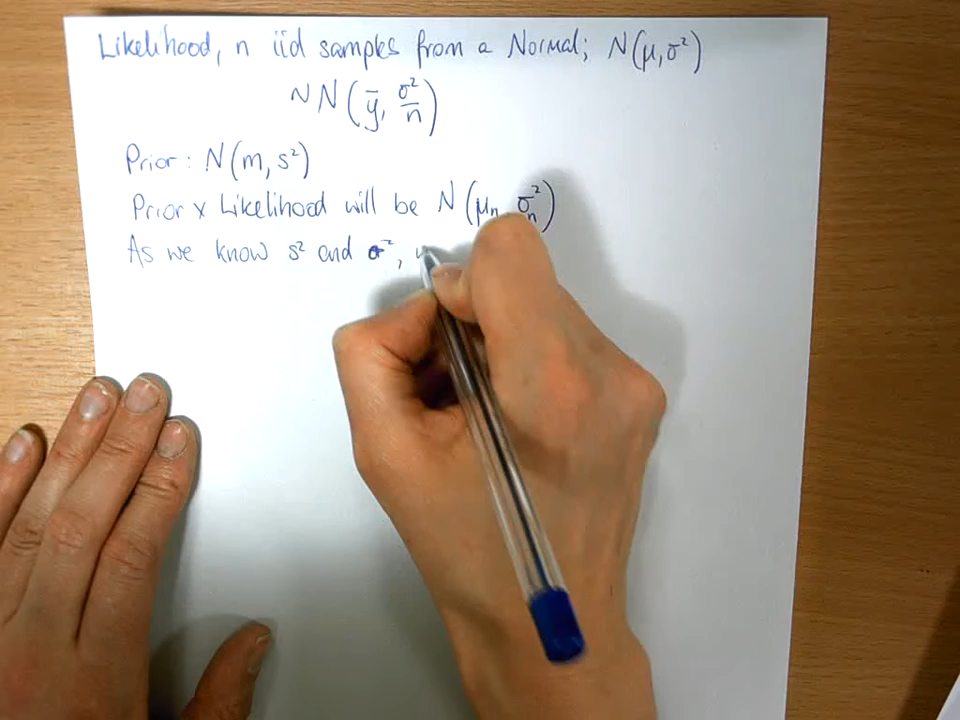 Likelihood, n iid samples from a Normal; N(μ, σ²)
~N(ȳ, σ²/n)
Prior: N(m, s²)
Prior x Likelihood will be N(μₙ, σₙ²)
As we know s² and σ²,